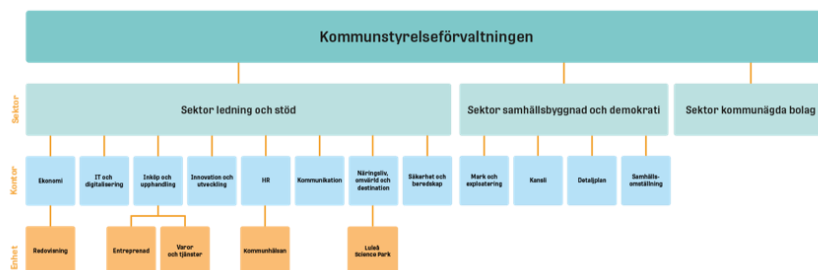 Kommunstyrelseförvaltningen
Sektor
Sektor ledning och stöd
Sektor samhällsbyggnad och demokrati
Sektor kommunägda bolag
Kontor
Ekonomi
IT och
digitalisering
Inköp och
upphandling
Innovation och
utveckling
HR
Kommunikation
Näringsliv,
omvärld och
destination
Säkerhet och
beredskap
Mark och
exploatering
Kansli
Detaljplan
Samhälls-
omställning
Enhet
Redovisning
Entreprenad
Varor
och tjänster
Kommunhälsan
Luleå
Science Park